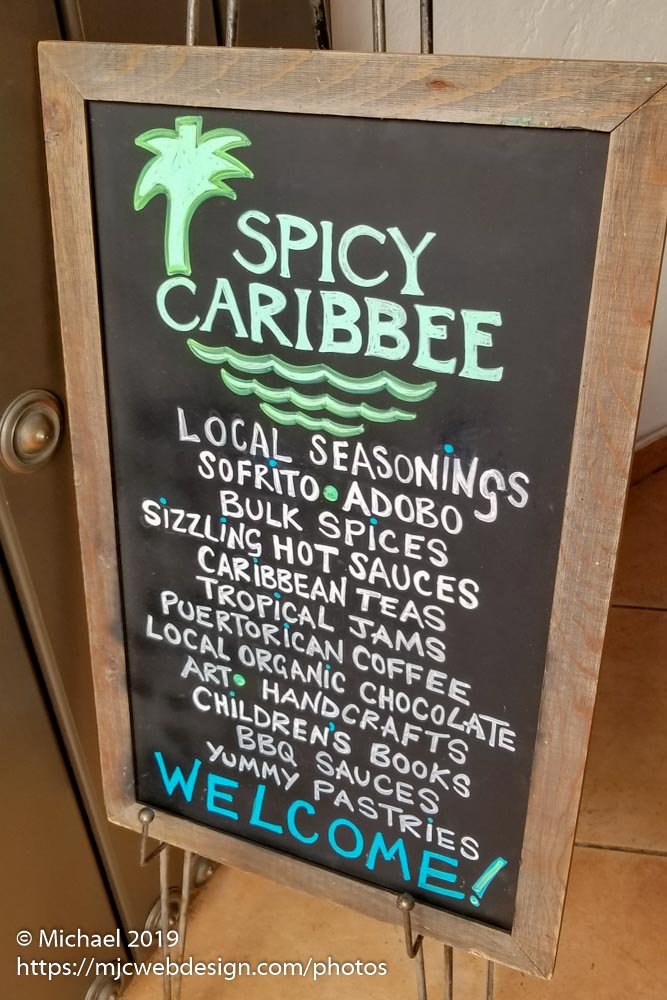 SPICY
CARIBBEE
LOCAL SEASONiNgS
SOFRiTO • ADOBO
BULK SPiCES
SiZZLiNg HOT SAUCES
CARiBBEAN TEAS
TROPiCAL JAMS
PUERTORiCAN COFFEE
LOCAL ORGANiC CHOCOLATE
ART • HANDCRAFTS
CHiLDREN'S BOOKS
BBQ SAUCES
YUMMY PASTRiES
WELCOME!
© Michael 2019
https://mjcwebdesign.com/photos